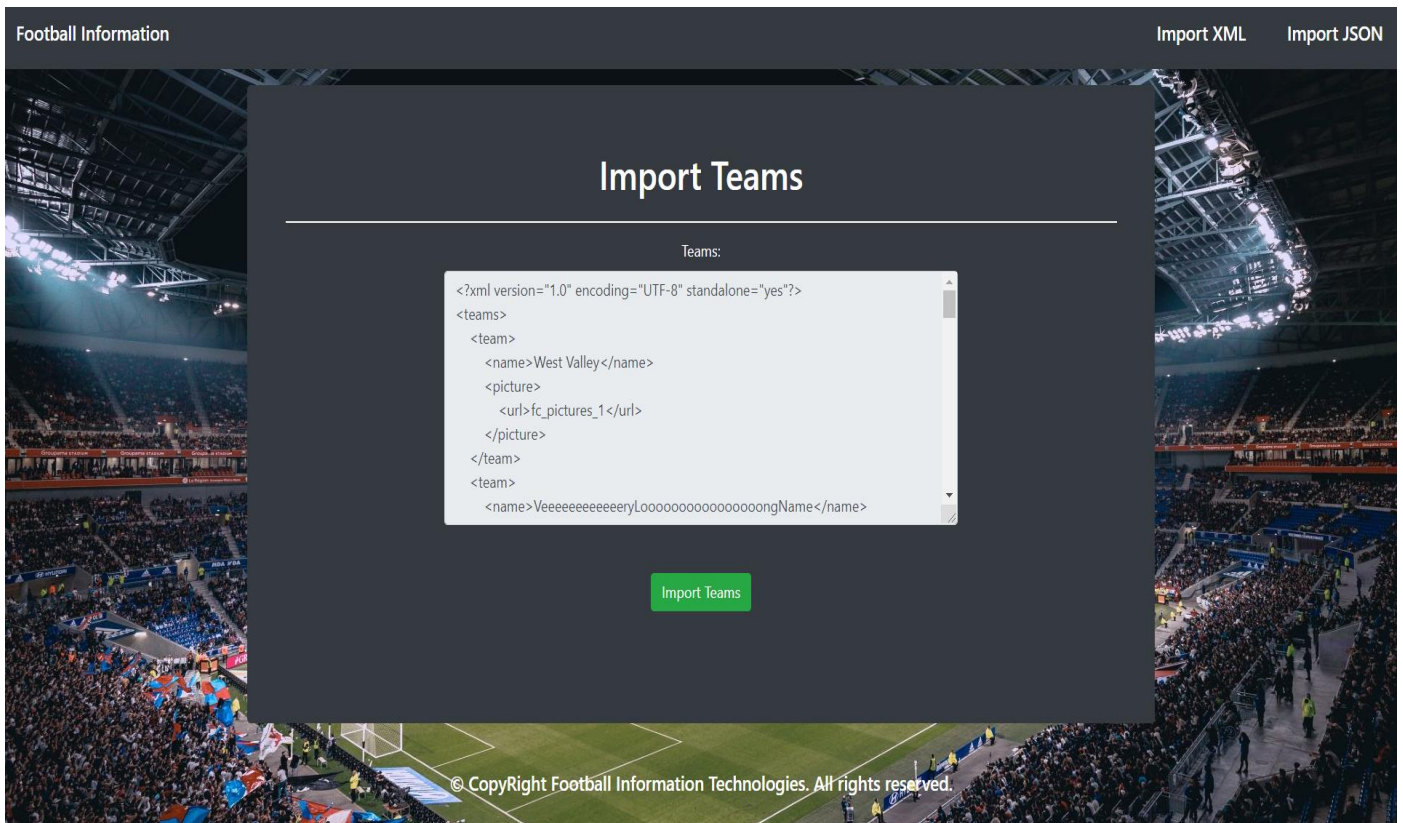 Football Information
Import XML
Import JSON
Import Teams
Teams:
<?xml version="1.0" encoding="UTF-8" standalone="yes"?>
<teams>
<team>
<name>West Valley</name>
<picture>
<url>fc_pictures_1</url>
</picture>
</team>
<team>
<name>VeeeeeeeeeeeeryLooooooooooooooooongName</name>
Import Teams
© CopyRight Football Information Technologies. All rights reserved.